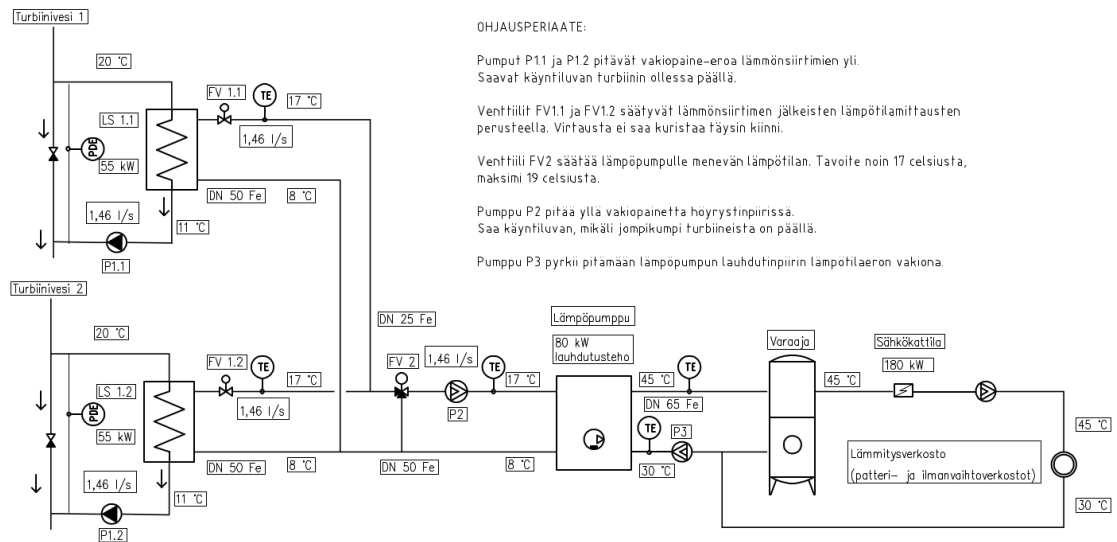 Turbiinivesi 1
20 °C
FV 1.1
TE
17 °C
LS 1.1
PDE
55 kW
1,46 l/s
DN 50 Fe
8 °C
1,46 l/s
11 °C
P1.1
OHJAUSPERIAATE:
Pumput P1.1 ja P1.2 pitävät vakiopaine-eroa lämmönsiirtimien yli.
Saavat käyntiluvan turbiinin ollessa päällä.
Venttiilit FV1.1 ja FV1.2 säätyvät lämmönsiirtimen jälkeisten lämpötilamittausten
perusteella. Virtausta ei saa kuristaa täysin kiinni.
Venttiili FV2 säätää lämpöpumpulle menevän lämpötilan. Tavoite noin 17 celsiusta,
maksimi 19 celsiusta.
Pumppu P2 pitää yllä vakiopainetta höyrystinpiirissä.
Saa käyntiluvan, mikäli jompikumpi turbiineista on päällä.
Pumppu P3 pyrkii pitämään lämpöpumpun lauhdutinpiirin lämpötilaeron vakiona.
Turbiinivesi 2
20 °C
FV 1.2
TE
17 °C
LS 1.2
PDE
55 kW
1,46 l/s
DN 50 Fe
8 °C
1,46 l/s
11 °C
P1.2
DN 25 Fe
FV 2
1,46 l/s
TE
17 °C
P2
DN 50 Fe
8 °C
Lämpöpumppu
80 kW
lauhdutusteho
TE
45 °C
DN 65 Fe
TE
P3
30 °C
Varaaja
45 °C
Sähkökattila
180 kW
45 °C
Lämmitysverkosto
(patteri- ja ilmanvaihtoverkostot)
30 °C